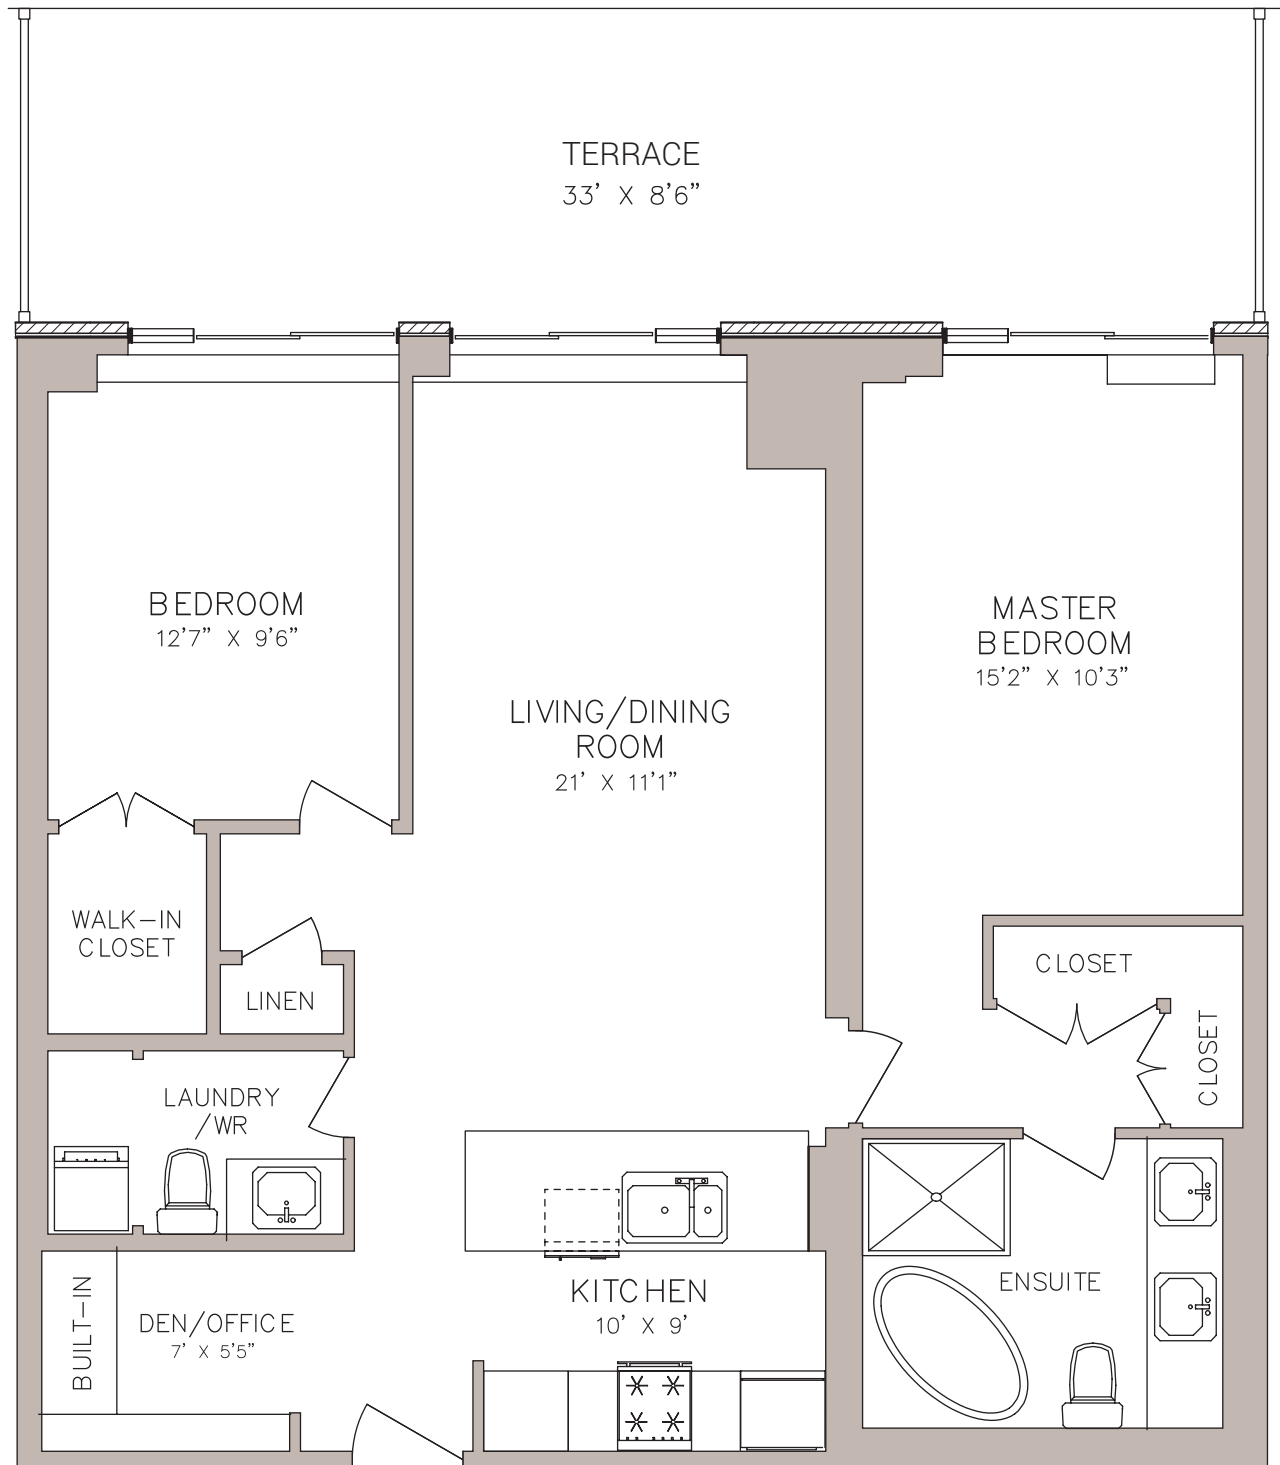 TERRACE
33' X 8'6"
BEDROOM
12'7" X 9'6"
MASTER
BEDROOM
15'2" X 10'3"
LIVING/DINING
ROOM
21' X 11'1"
WALK-IN
CLOSET
LINEN
CLOSET
CLOSET
LAUNDRY
/WR
ENSUITE
KITCHEN
10' X 9'
BUILT-IN
DEN/OFFICE
7' X 5'5"